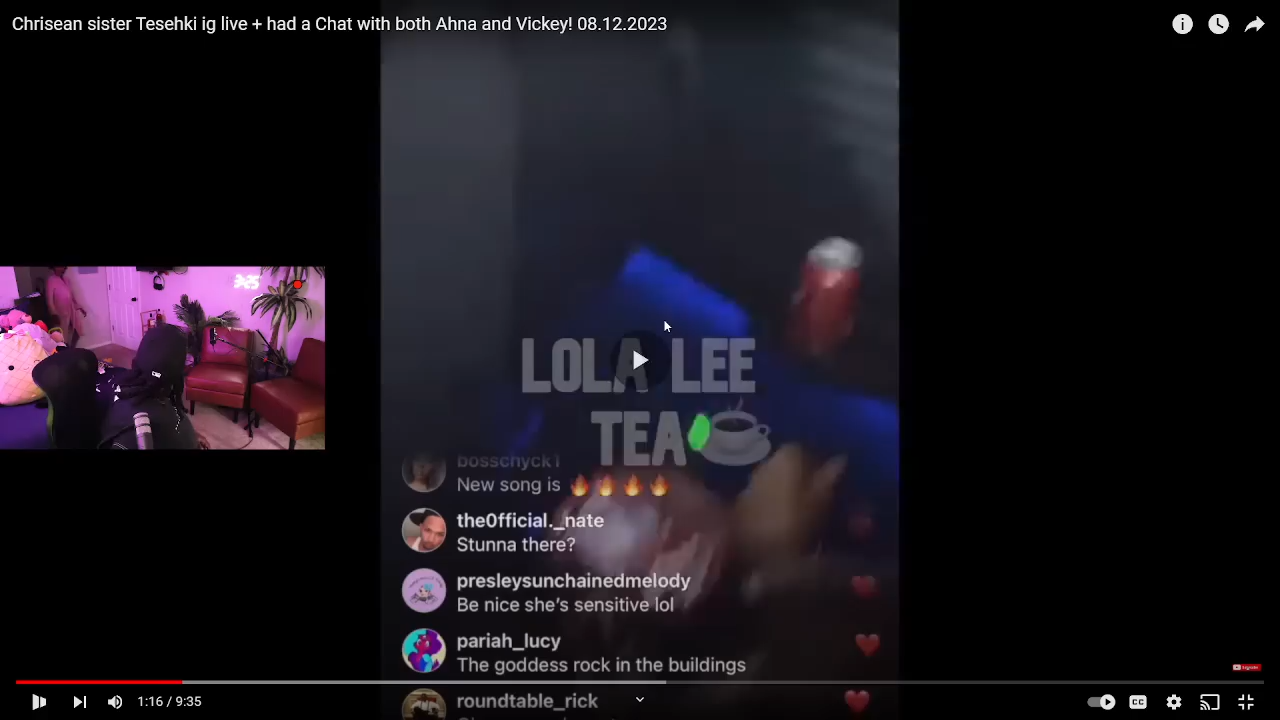 Chrisean sister Tesehki ig live + had a Chat with both Ahna and Vickey! 08.12.2023
LOLA LEE
TEA
bosschyck1
New song is 🔥🔥🔥🔥
the0fficial._nate
Stunna there?
presleysunchainedmelody
Be nice she's sensitive lol
pariah_lucy
The goddess rock in the buildings
roundtable_rick
1:16 / 9:35
CC